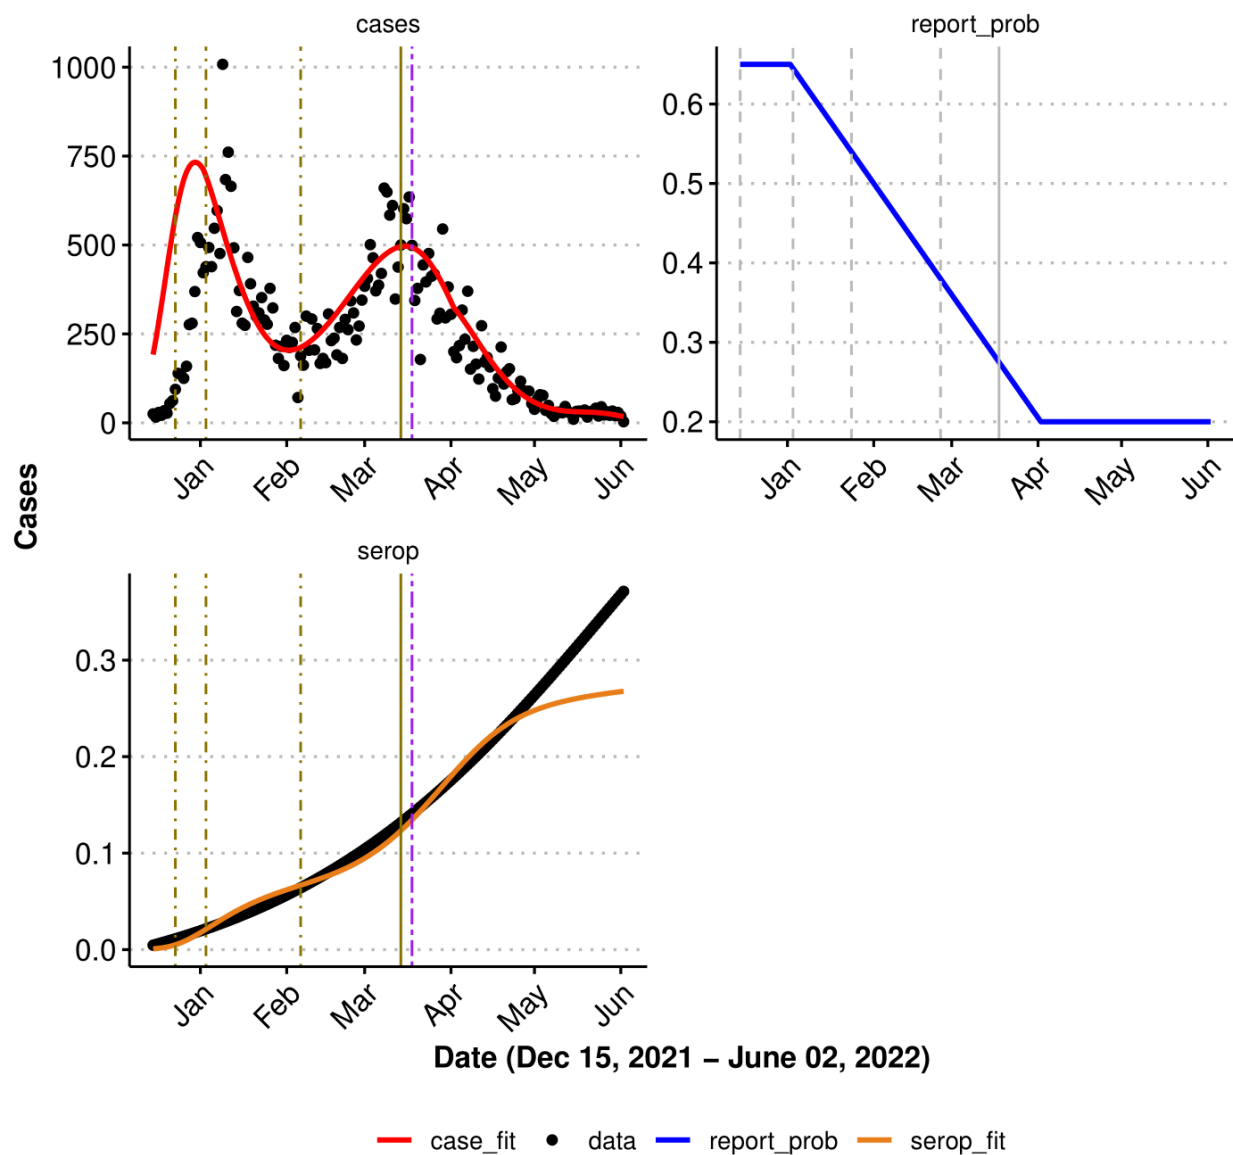 cases
1000
750
500
250
0
Jan Feb Mar Apr May Jun
report_prob
0.6
0.5
0.4
0.3
0.2
Jan Feb Mar Apr May Jun
Cases
serop
0.3
0.2
0.1
0.0
Jan Feb Mar Apr May Jun
Date (Dec 15, 2021 – June 02, 2022)
case_fit data report_prob serop_fit